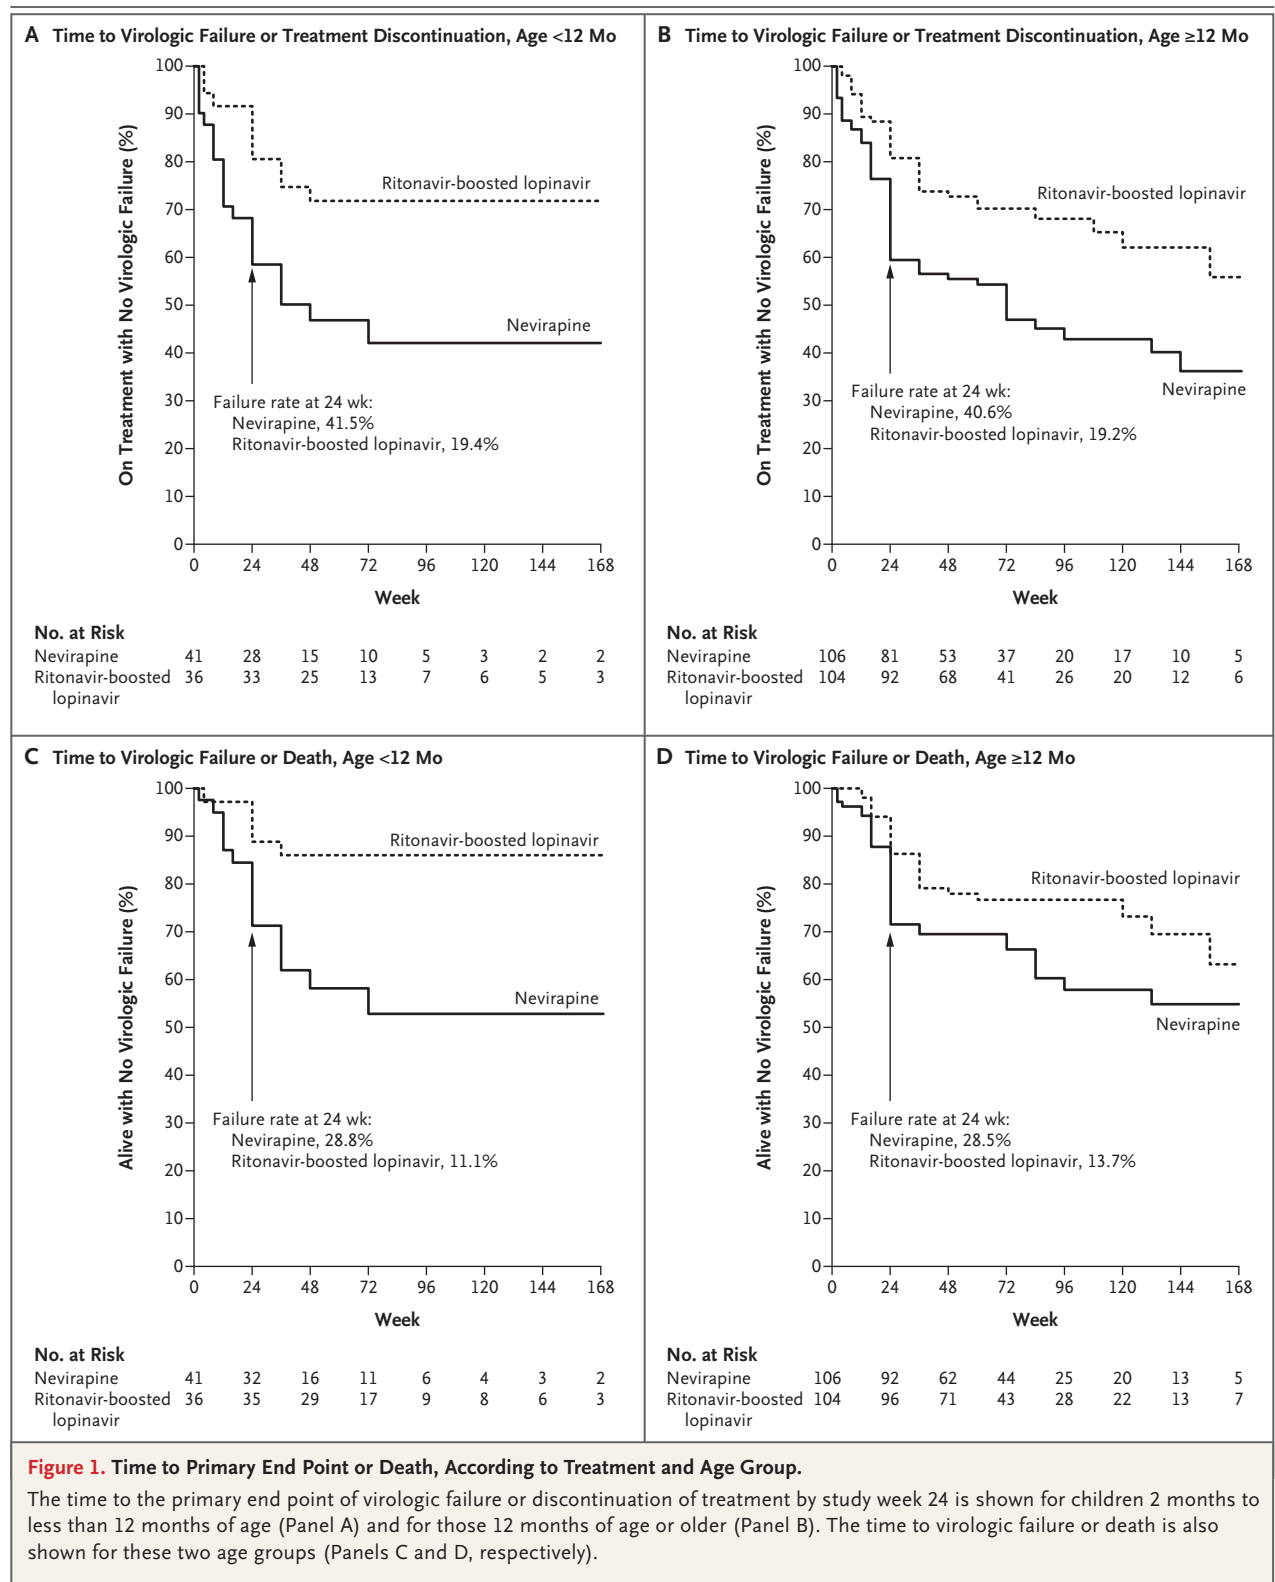 A Time to Virologic Failure or Treatment Discontinuation, Age <12 Mo
On Treatment with No Virologic Failure (%)
100
90
80
70
60
50
40
30
20
10
0
Ritonavir-boosted lopinavir
Nevirapine
Failure rate at 24 wk:
Nevirapine, 41.5%
Ritonavir-boosted lopinavir, 19.4%
0 24 48 72 96 120 144 168
Week
No. at Risk
Nevirapine 41 28 15 10 5 3 2 2
Ritonavir-boosted 36 33 25 13 7 6 5 3
lopinavir
B Time to Virologic Failure or Treatment Discontinuation, Age ≥12 Mo
On Treatment with No Virologic Failure (%)
100
90
80
70
60
50
40
30
20
10
0
Ritonavir-boosted lopinavir
Nevirapine
Failure rate at 24 wk:
Nevirapine, 40.6%
Ritonavir-boosted lopinavir, 19.2%
0 24 48 72 96 120 144 168
Week
No. at Risk
Nevirapine 106 81 53 37 20 17 10 5
Ritonavir-boosted 104 92 68 41 26 20 12 6
lopinavir
C Time to Virologic Failure or Death, Age <12 Mo
Alive with No Virologic Failure (%)
100
90
80
70
60
50
40
30
20
10
0
Ritonavir-boosted lopinavir
Nevirapine
Failure rate at 24 wk:
Nevirapine, 28.8%
Ritonavir-boosted lopinavir, 11.1%
0 24 48 72 96 120 144 168
Week
No. at Risk
Nevirapine 41 32 16 11 6 4 3 2
Ritonavir-boosted 36 35 29 17 9 8 6 3
lopinavir
D Time to Virologic Failure or Death, Age ≥12 Mo
Alive with No Virologic Failure (%)
100
90
80
70
60
50
40
30
20
10
0
Ritonavir-boosted lopinavir
Nevirapine
Failure rate at 24 wk:
Nevirapine, 28.5%
Ritonavir-boosted lopinavir, 13.7%
0 24 48 72 96 120 144 168
Week
No. at Risk
Nevirapine 106 92 62 44 25 20 13 5
Ritonavir-boosted 104 96 71 43 28 22 13 7
lopinavir
Figure 1. Time to Primary End Point or Death, According to Treatment and Age Group.
The time to the primary end point of virologic failure or discontinuation of treatment by study week 24 is shown for children 2 months to
less than 12 months of age (Panel A) and for those 12 months of age or older (Panel B). The time to virologic failure or death is also
shown for these two age groups (Panels C and D, respectively).